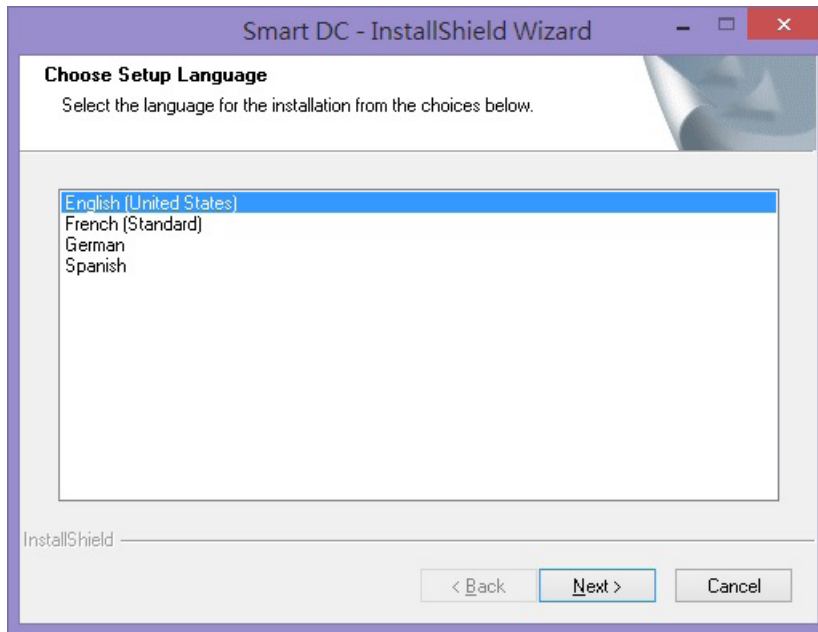 Smart DC - InstallShield Wizard
Choose Setup Language
Select the language for the installation from the choices below.
English (United States)
French (Standard)
German
Spanish
InstallShield
< Back Next > Cancel